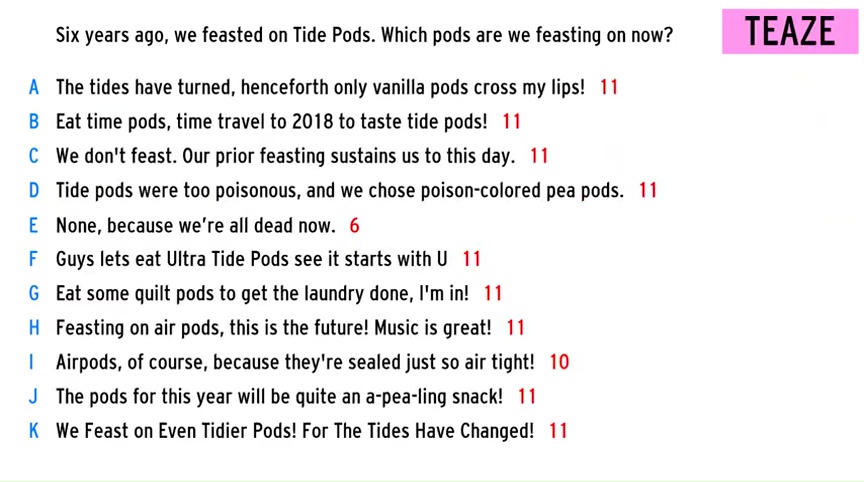 Six years ago, we feasted on Tide Pods. Which pods are we feasting on now?
TEAZE
A The tides have turned, henceforth only vanilla pods cross my lips! 11
B Eat time pods, time travel to 2018 to taste tide pods! 11
C We don't feast. Our prior feasting sustains us to this day. 11
D Tide pods were too poisonous, and we chose poison-colored pea pods. 11
E None, because we’re all dead now. 6
F Guys lets eat Ultra Tide Pods see it starts with U 11
G Eat some quilt pods to get the laundry done, I'm in! 11
H Feasting on air pods, this is the future! Music is great! 11
I Airpods, of course, because they're sealed just so air tight! 10
J The pods for this year will be quite an a-pea-ling snack! 11
K We Feast on Even Tidier Pods! For The Tides Have Changed! 11